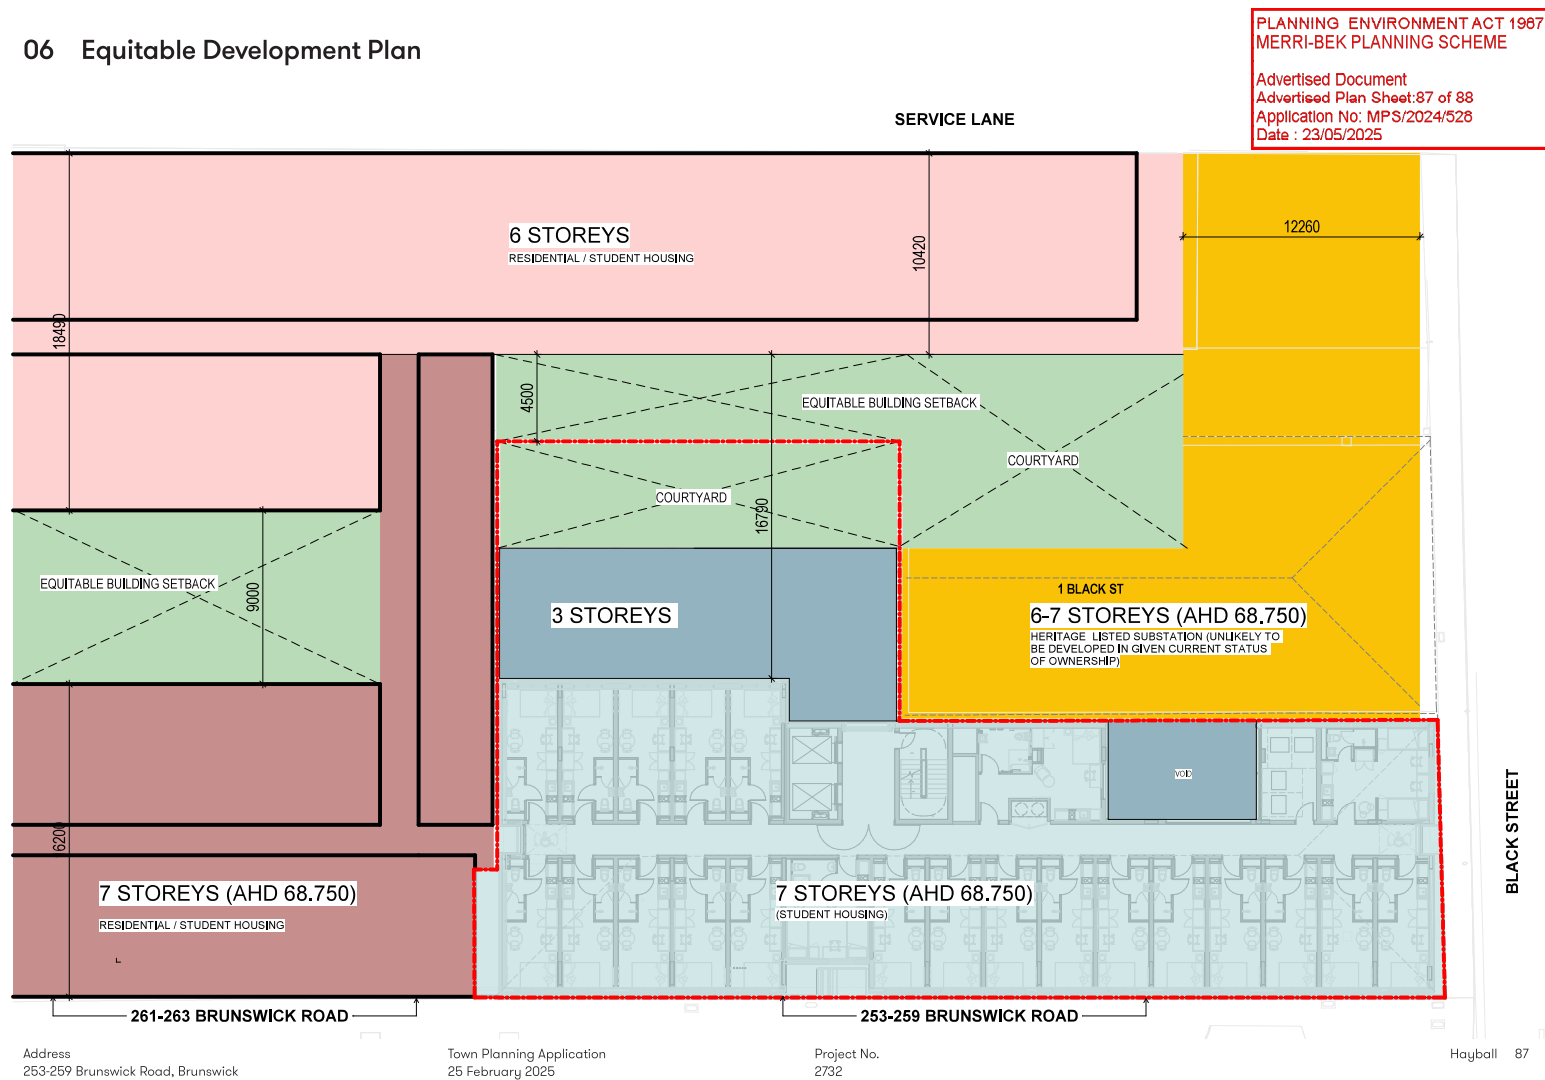 06 Equitable Development Plan
PLANNING ENVIRONMENT ACT 1987
MERRI-BEK PLANNING SCHEME
Advertised Document
Advertised Plan Sheet:87 of 88
Application No: MPS/2024/528
Date : 23/05/2025
SERVICE LANE
12260
6 STOREYS
RESIDENTIAL / STUDENT HOUSING
10420
18490
4500
EQUITABLE BUILDING SETBACK
COURTYARD
COURTYARD
16790
EQUITABLE BUILDING SETBACK
9000
3 STOREYS
1 BLACK ST
6-7 STOREYS (AHD 68.750)
HERITAGE LISTED SUBSTATION (UNLIKELY TO
BE DEVELOPED IN GIVEN CURRENT STATUS
OF OWNERSHIP)
VOID
6200
BLACK STREET
7 STOREYS (AHD 68.750)
RESIDENTIAL / STUDENT HOUSING
7 STOREYS (AHD 68.750)
(STUDENT HOUSING)
261-263 BRUNSWICK ROAD
253-259 BRUNSWICK ROAD
Address
253-259 Brunswick Road, Brunswick
Town Planning Application
25 February 2025
Project No.
2732
Hayball 87